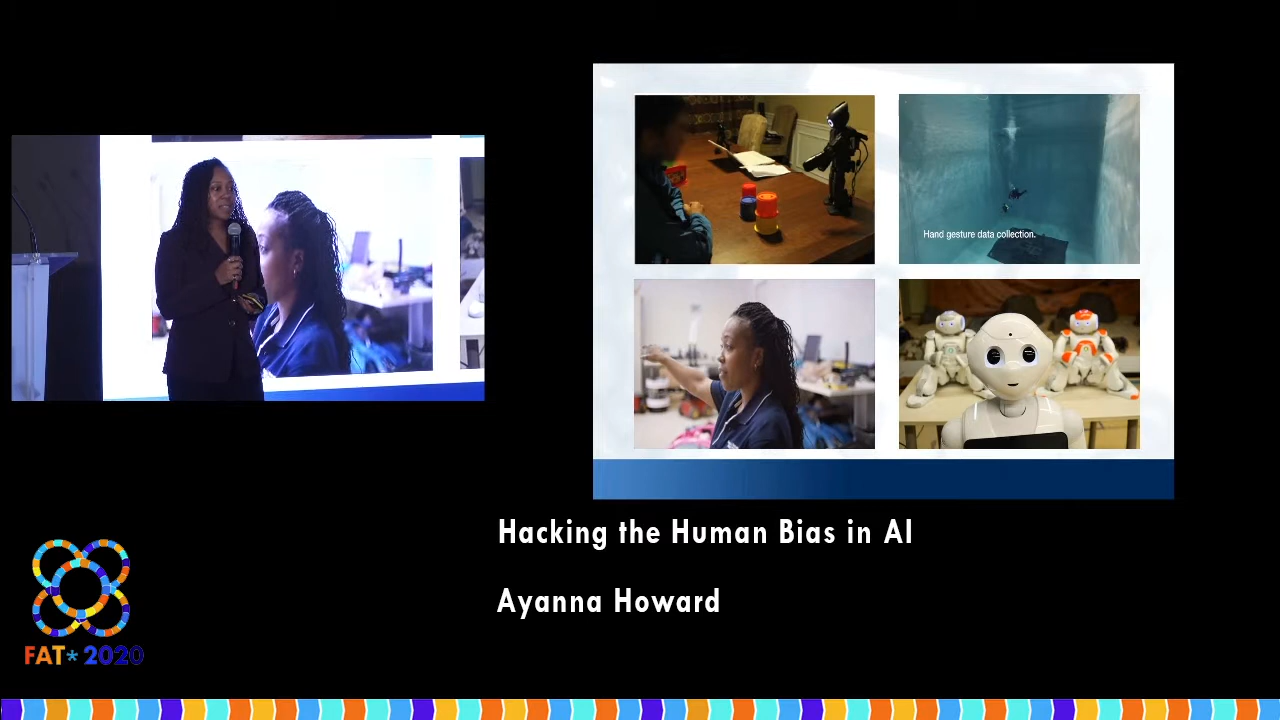 Hand gesture data collection.
Hacking the Human Bias in AI
Ayanna Howard
FAT* 2020